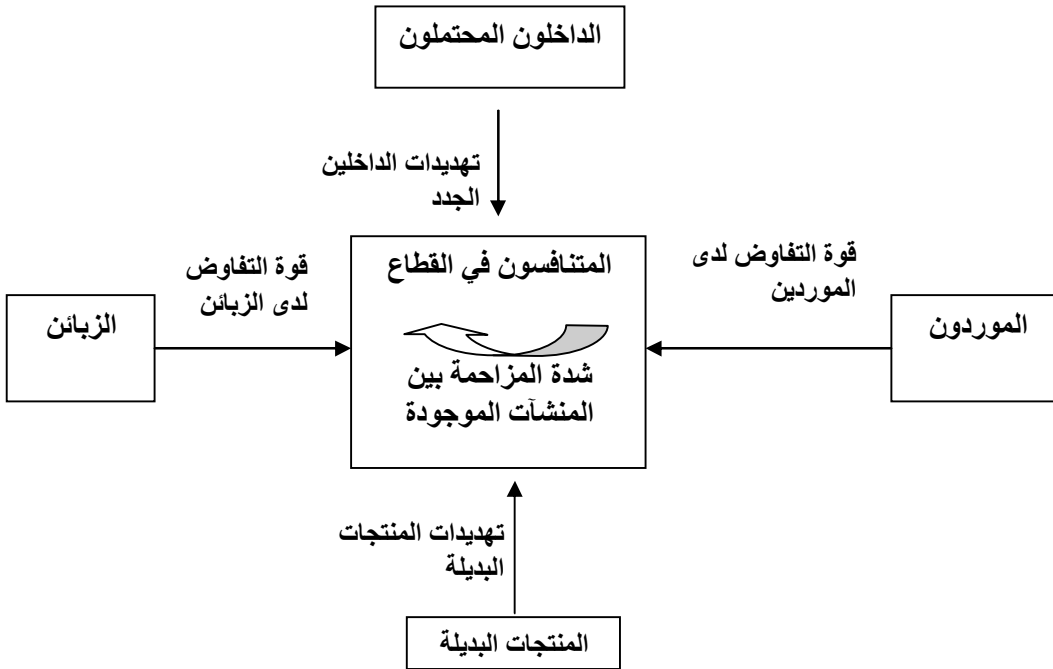 الداخلون المحتملون
تهديدات الداخلين
الجدد
المتنافسون في القطاع
شدة المزاحمة بين
المنشآت الموجودة
قوة التفاوض لدى
الموردين
الموردون
قوة التفاوض
لدى الزبائن
الزبائن
تهديدات المنتجات
البديلة
المنتجات البديلة